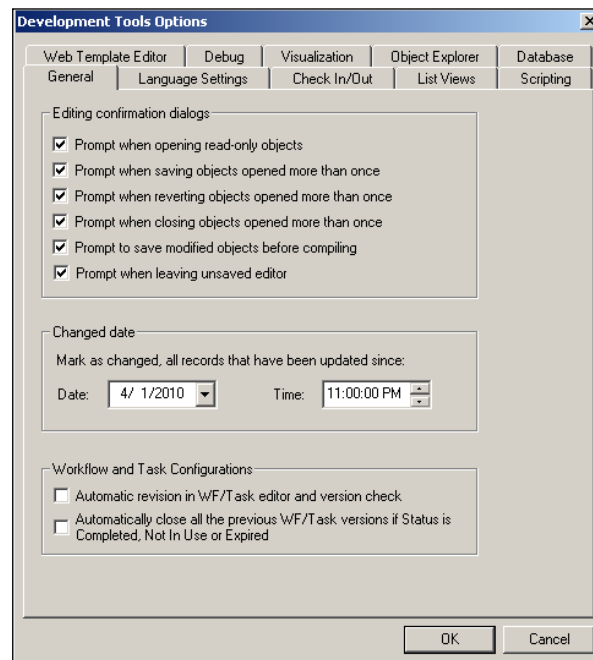 Development Tools Options
Web Template Editor Debug Visualization Object Explorer Database
General Language Settings Check In/Out List Views Scripting
Editing confirmation dialogs
Prompt when opening read-only objects
Prompt when saving objects opened more than once
Prompt when reverting objects opened more than once
Prompt when closing objects opened more than once
Prompt to save modified objects before compiling
Prompt when leaving unsaved editor
Changed date
Mark as changed, all records that have been updated since:
Date: 4/ 1/2010 Time: 11:00:00 PM
Workflow and Task Configurations
Automatic revision in WF/Task editor and version check
Automatically close all the previous WF/Task versions if Status is
Completed, Not In Use or Expired
OK Cancel